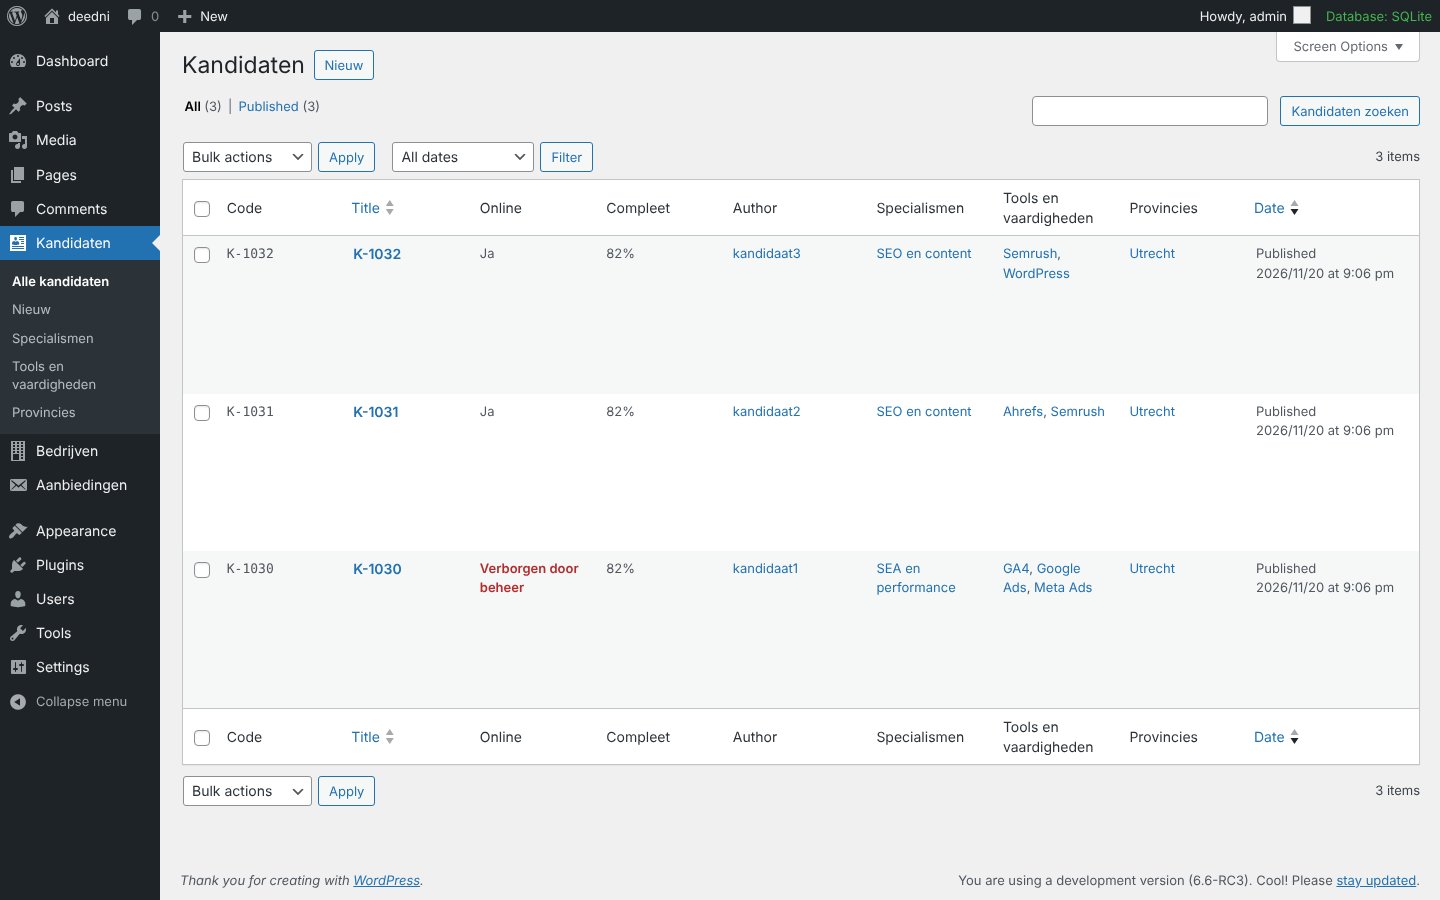 deedni
0
New
Howdy, admin
Database: SQLite
Dashboard
Posts
Media
Pages
Comments
Kandidaten
Alle kandidaten
Nieuw
Specialismen
Tools en
vaardigheden
Provincies
Bedrijven
Aanbiedingen
Appearance
Plugins
Users
Tools
Settings
Collapse menu
Screen Options
Kandidaten
Nieuw
All (3) | Published (3)
Kandidaten zoeken
Bulk actions
Apply
All dates
Filter
3 items
Code
Title
Online
Compleet
Author
Specialismen
Tools en
vaardigheden
Provincies
Date
K-1032
K-1032
Ja
82%
kandidaat3
SEO en content
Semrush,
WordPress
Utrecht
Published
2026/11/20 at 9:06 pm
K-1031
K-1031
Ja
82%
kandidaat2
SEO en content
Ahrefs, Semrush
Utrecht
Published
2026/11/20 at 9:06 pm
K-1030
K-1030
Verborgen door
beheer
82%
kandidaat1
SEA en
performance
GA4, Google
Ads, Meta Ads
Utrecht
Published
2026/11/20 at 9:06 pm
Code
Title
Online
Compleet
Author
Specialismen
Tools en
vaardigheden
Provincies
Date
Bulk actions
Apply
3 items
Thank you for creating with WordPress.
You are using a development version (6.6-RC3). Cool! Please stay updated.